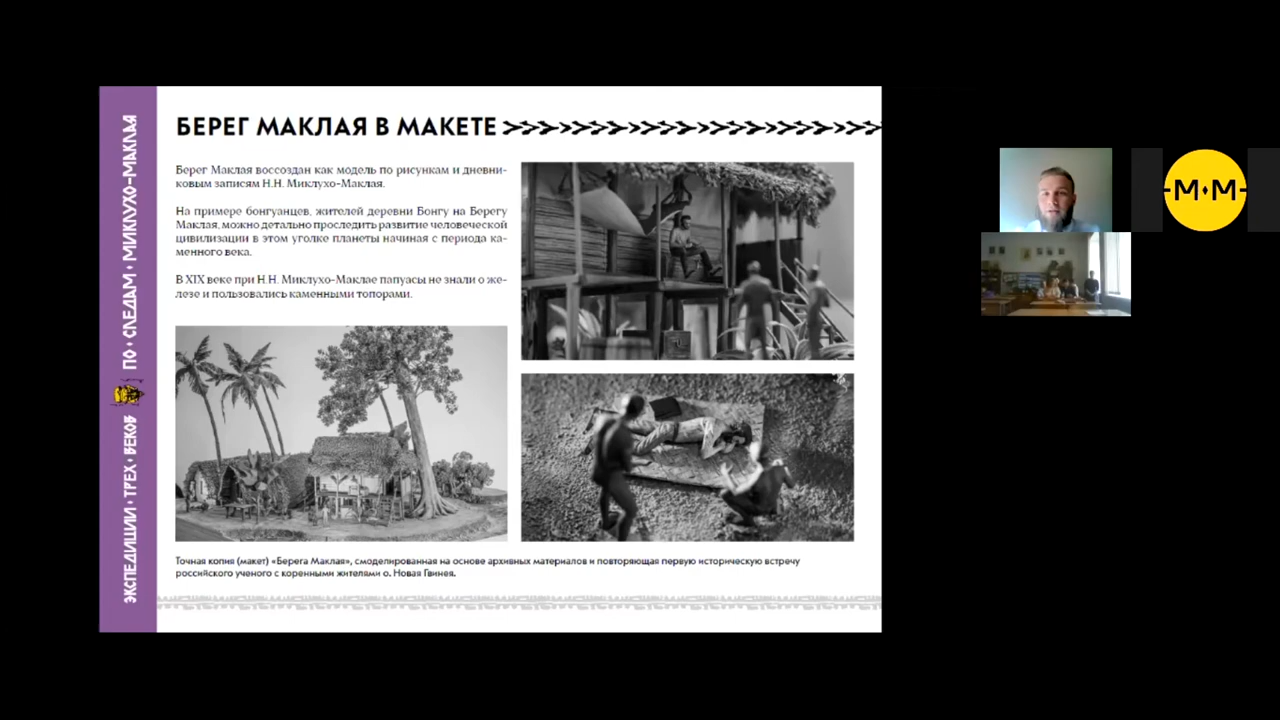 БЕРЕГ МАКЛАЯ В МАКЕТЕ
Берег Маклая воссоздан как модель по рисункам и дневни-
ковым записям Н.Н. Миклухо-Маклая.
На примере бонгуанцев, жителей деревни Бонгу на Берегу
Маклая, можно детально проследить развитие человеческой
цивилизации в этом уголке планеты начиная с периода ка-
менного века.
В XIX веке при Н.Н. Миклухо-Маклае папуасы не знали о же-
лезе и пользовались каменными топорами.
Точная копия (макет) «Берега Маклая», смоделированная на основе архивных материалов и повторяющая первую историческую встречу
российского ученого с коренными жителями о. Новая Гвинея.
ЭКСПЕДИЦИИ • ТРЕХ • ВЕКОВ
ПО • СЛЕДАМ • МИКЛУХО-МАКЛАЯ
-М•М-